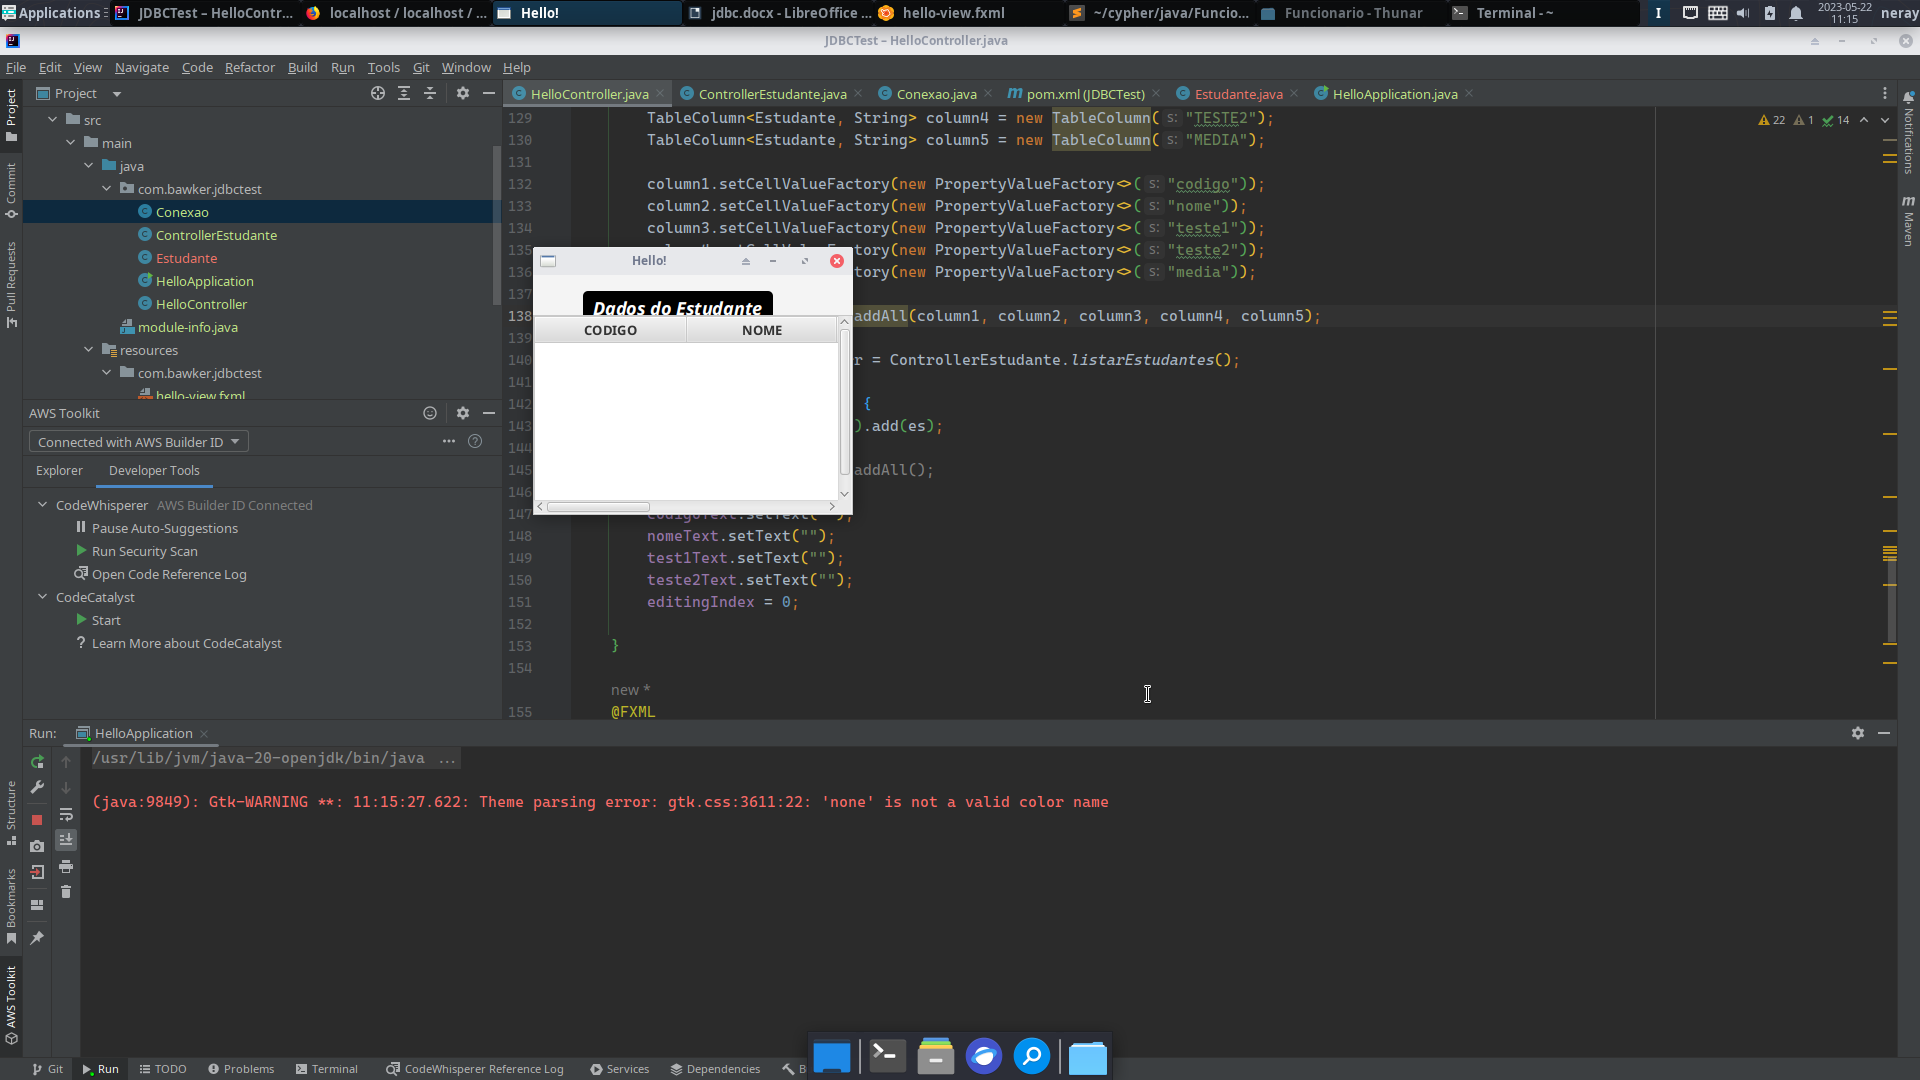 Applications
JDBCTest – HelloContr...
localhost / localhost / ...
Hello!
jdbc.docx - LibreOffice ...
hello-view.fxml
~/cypher/java/Funcio...
Funcionario - Thunar
Terminal - ~
2023-05-22
11:15
neray
JDBCTest – HelloController.java
File Edit View Navigate Code Refactor Build Run Tools Git Window Help
Project
HelloController.java
ControllerEstudante.java
Conexao.java
pom.xml (JDBCTest)
Estudante.java
HelloApplication.java
src
main
java
com.bawker.jdbctest
Conexao
ControllerEstudante
Estudante
HelloApplication
HelloController
module-info.java
resources
com.bawker.jdbctest
hello-view.fxml
22 1 14
129 TableColumn<Estudante, String> column4 = new TableColumn( s: "TESTE2");
130 TableColumn<Estudante, String> column5 = new TableColumn( s: "MEDIA");
131
132 column1.setCellValueFactory(new PropertyValueFactory<>( s: "codigo"));
133 column2.setCellValueFactory(new PropertyValueFactory<>( s: "nome"));
134 column3.setCellValueFactory(new PropertyValueFactory<>( s: "teste1"));
135 tory(new PropertyValueFactory<>( s: "teste2"));
136 tory(new PropertyValueFactory<>( s: "media"));
137
138 addAll(column1, column2, column3, column4, column5);
139
140 r = ControllerEstudante.listarEstudantes();
141
142 {
143 ).add(es);
144
145 addAll();
146
147 codigoText.setText("");
148 nomeText.setText("");
149 test1Text.setText("");
150 teste2Text.setText("");
151 editingIndex = 0;
152
153 }
154
new *
155 @FXML
Hello!
Dados do Estudante
CODIGO NOME
AWS Toolkit
Connected with AWS Builder ID
Explorer Developer Tools
CodeWhisperer AWS Builder ID Connected
Pause Auto-Suggestions
Run Security Scan
Open Code Reference Log
CodeCatalyst
Start
Learn More about CodeCatalyst
Run: HelloApplication
/usr/lib/jvm/java-20-openjdk/bin/java ...
(java:9849): Gtk-WARNING **: 11:15:27.622: Theme parsing error: gtk.css:3611:22: 'none' is not a valid color name
Project
Commit
Pull Requests
Structure
Bookmarks
AWS Toolkit
Notifications
Maven
Git Run TODO Problems Terminal CodeWhisperer Reference Log Services Dependencies B